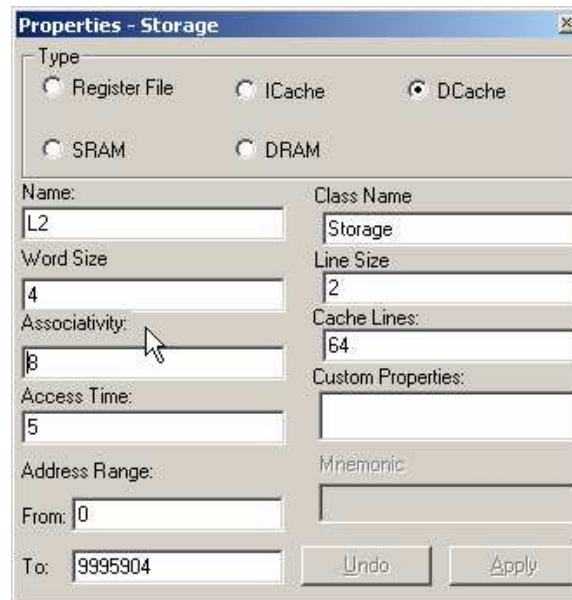 Properties - Storage
Type
Register File
ICache
DCache
SRAM
DRAM
Name:
L2
Class Name
Storage
Word Size
4
Line Size
2
Associativity:
8
Cache Lines:
64
Access Time:
5
Custom Properties:
Address Range:
From: 0
To: 9995904
Mnemonic
Undo
Apply